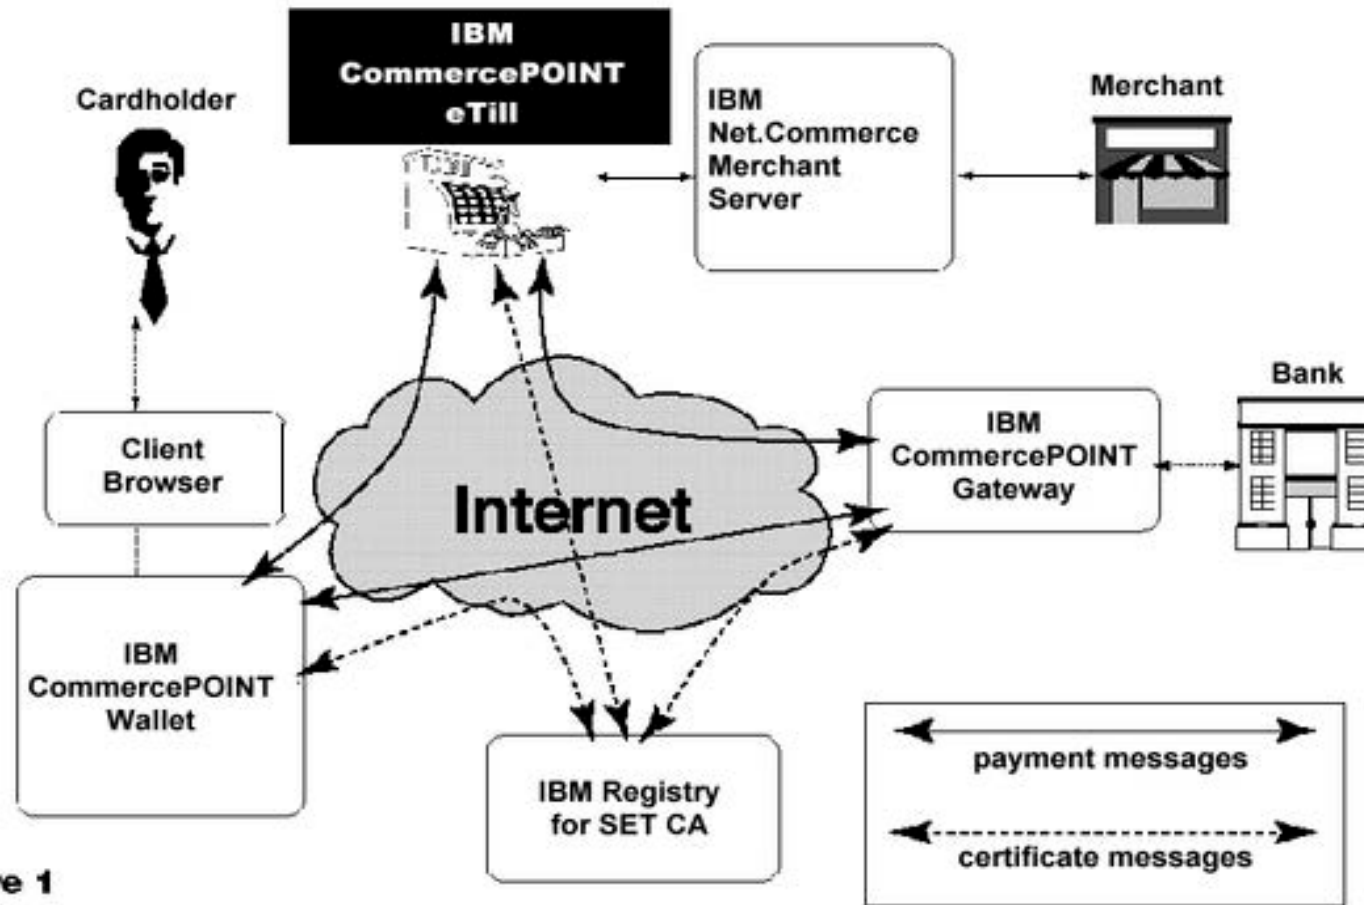 IBM
CommercePOINT
eTill
Cardholder
IBM
Net.Commerce
Merchant
Server
Merchant
Client
Browser
Internet
IBM
CommercePOINT
Gateway
Bank
IBM
CommercePOINT
Wallet
IBM Registry
for SET CA
payment messages
certificate messages
e 1